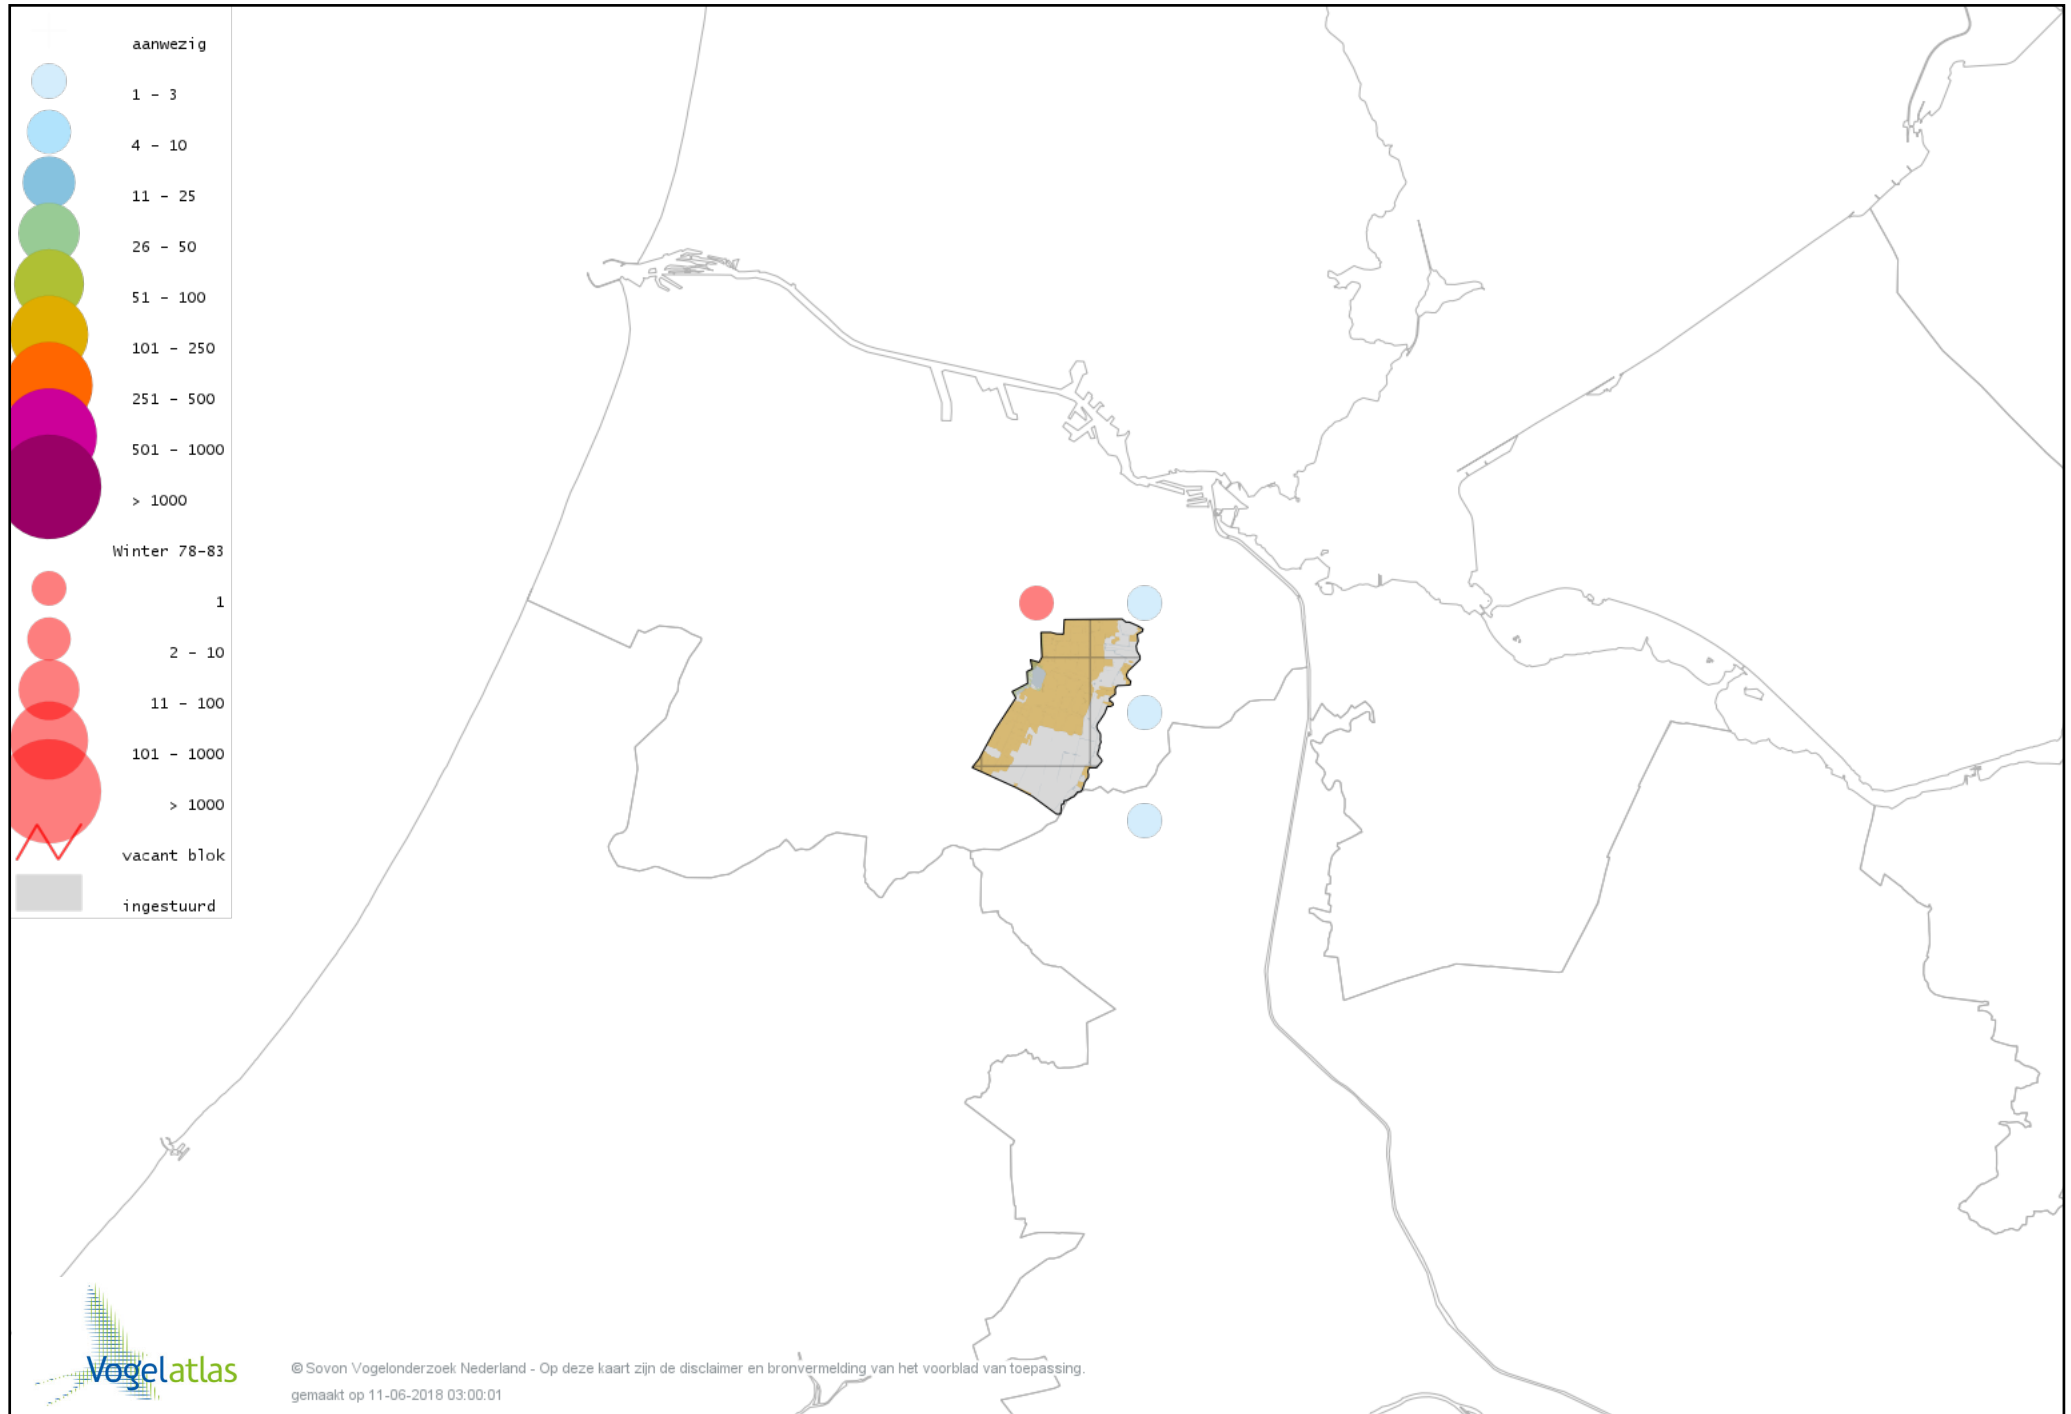 aanwezig
1 - 3
4 - 10
11 - 25
26 - 50
51 - 100
101 - 250
251 - 500
501 - 1000
> 1000
Winter 78-83
1
2 - 10
11 - 100
101 - 1000
> 1000
vacant blok
ingestuurd
Vogelatlas
© Sovon Vogelonderzoek Nederland - Op deze kaart zijn de disclaimer en bronvermelding van het voorblad van toepassing.
gemaakt op 11-06-2018 03:00:01